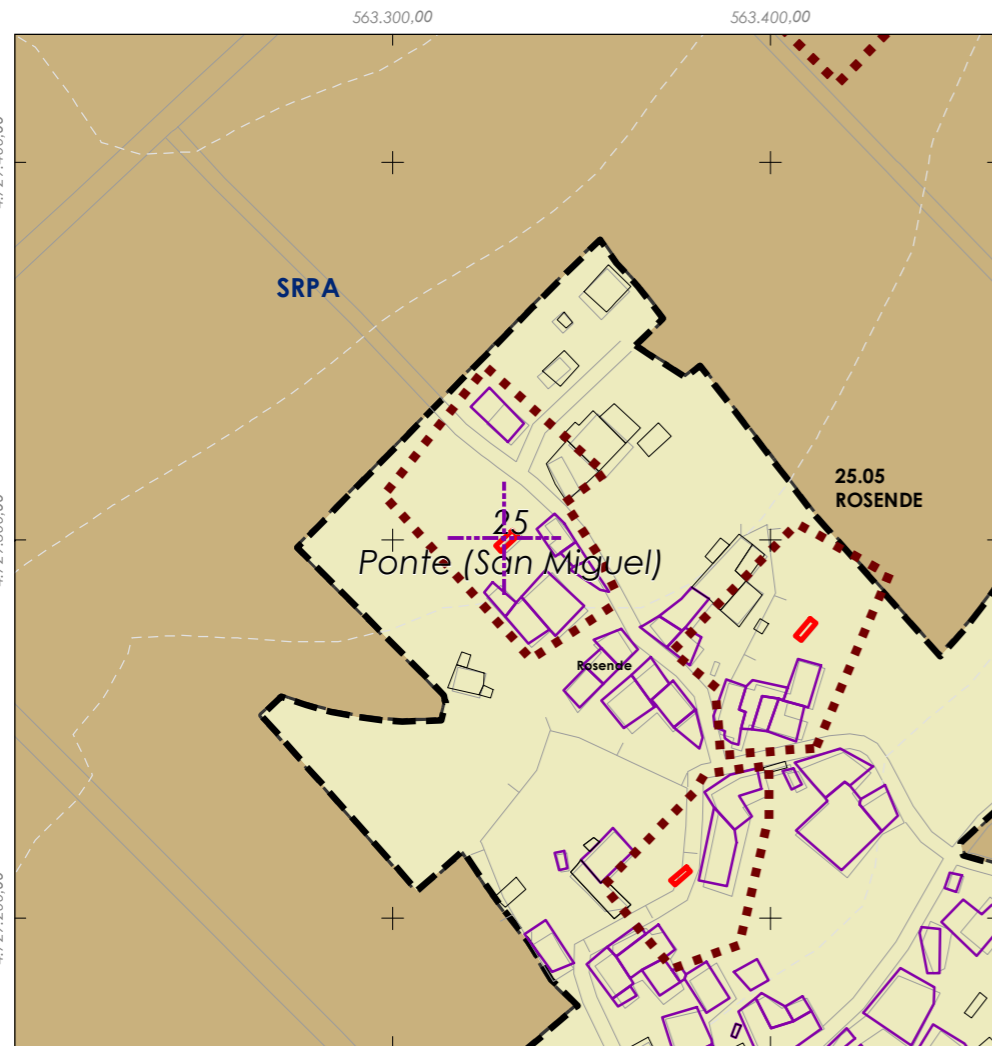 563.300,00
563.400,00
SRPA
25.05
ROSENDE
25
Ponte (San Miguel)
Rosende